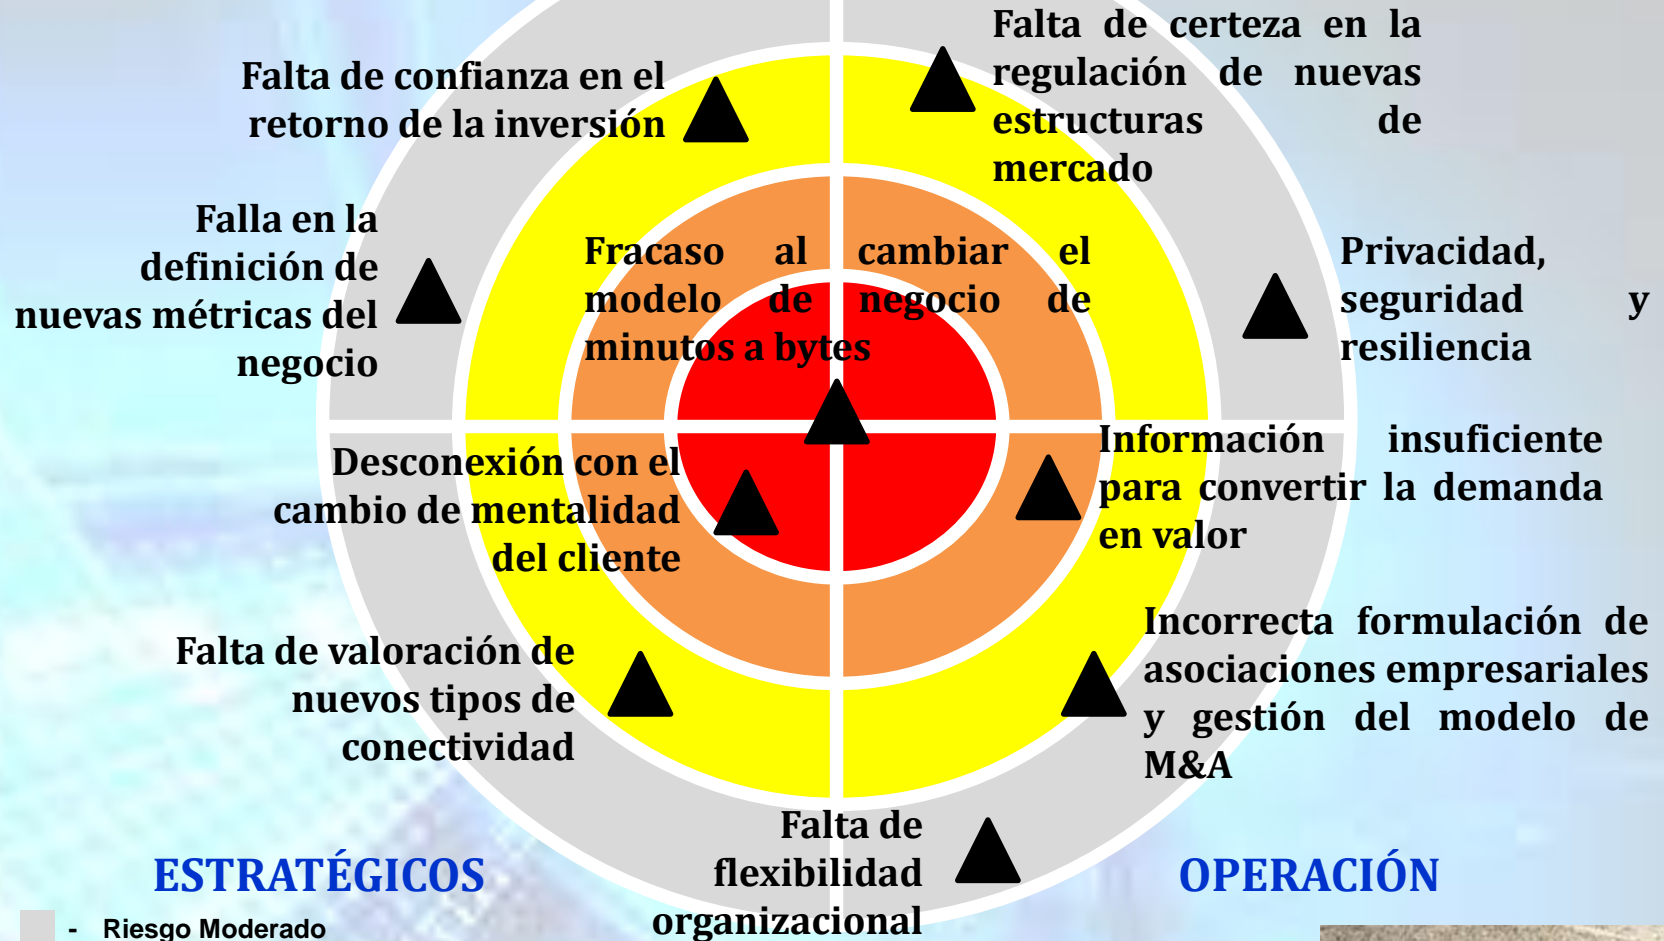 Falta de certeza en la
regulación de nuevas
estructuras de
mercado
Falta de confianza en el
retorno de la inversión
Falla en la
definición de
nuevas métricas del
negocio
Fracaso al cambiar el
modelo de negocio de
minutos a bytes
Privacidad,
seguridad y
resiliencia
Desconexión con el
cambio de mentalidad
del cliente
Información insuficiente
para convertir la demanda
en valor
Falta de valoración de
nuevos tipos de
conectividad
Incorrecta formulación de
asociaciones empresariales
y gestión del modelo de
M&A
Falta de
flexibilidad
organizacional
ESTRATÉGICOS
OPERACIÓN
- Riesgo Moderado